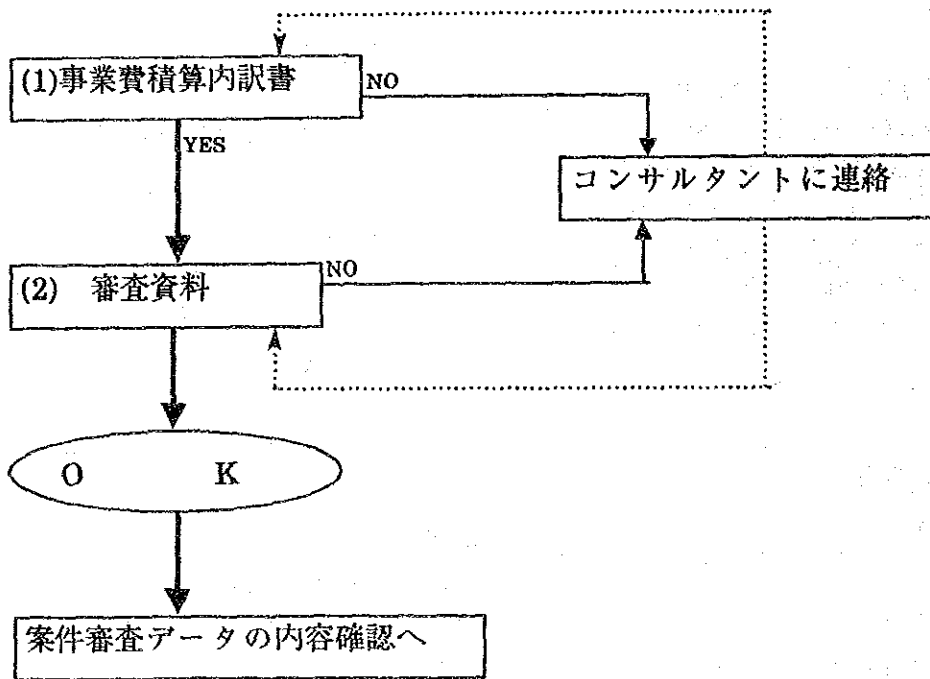 (1)事業費積算内訳書
NO
YES
コンサルタントに連絡
(2) 審査資料
NO
O K
案件審査データの内容確認へ